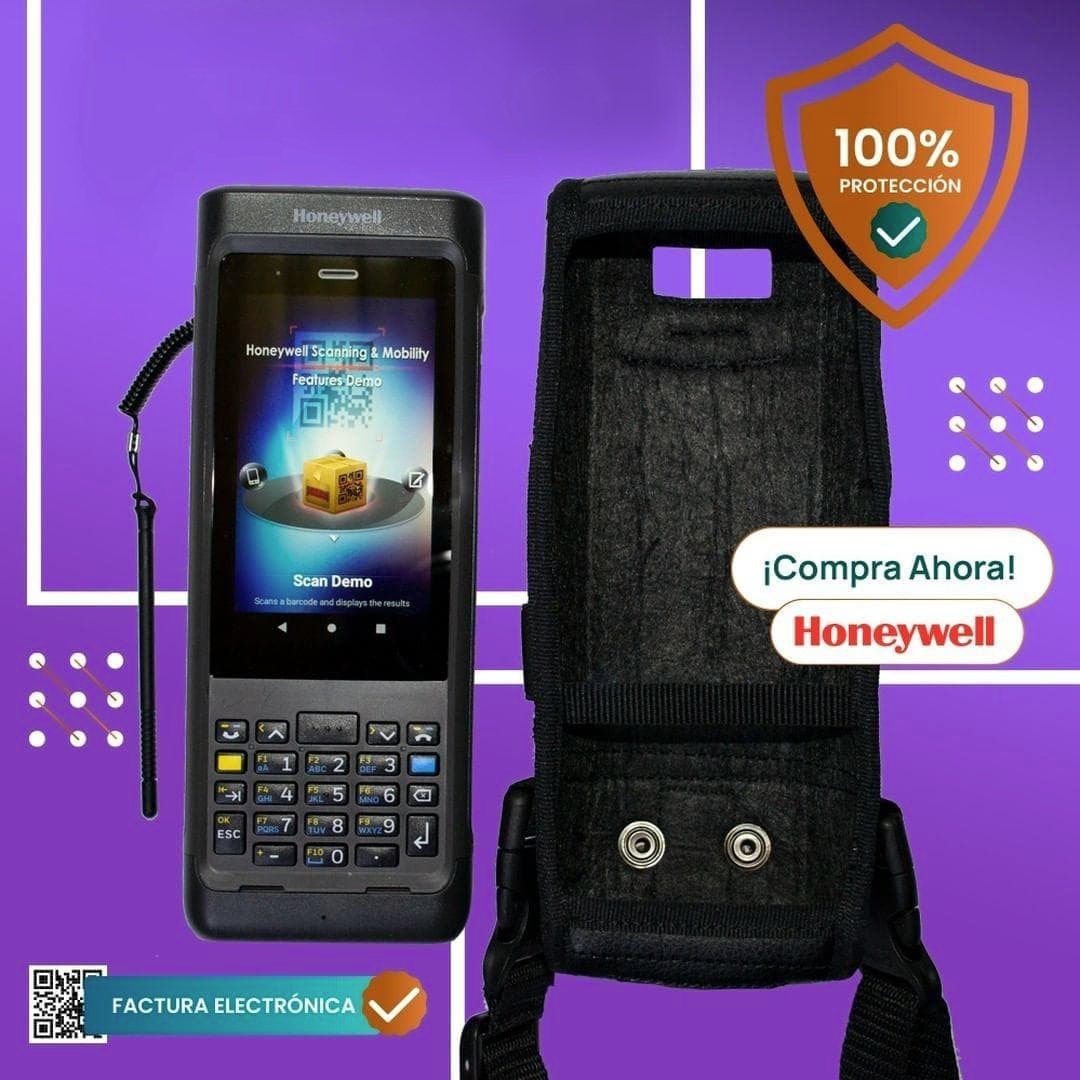 100%
PROTECCIÓN
Honeywell
Honeywell Scanning & Mobility
Features Demo
Scan Demo
Scans a barcode and displays the results
¡Compra Ahora!
Honeywell
F1 aA 1
F2 ABC 2
F3 DEF 3
F4 GHI 4
F5 JKL 5
F6 MNO 6
OK ESC
F7 PQRS 7
F8 TUV 8
F9 WXYZ 9
+ -
F10 0
.
FACTURA ELECTRÓNICA